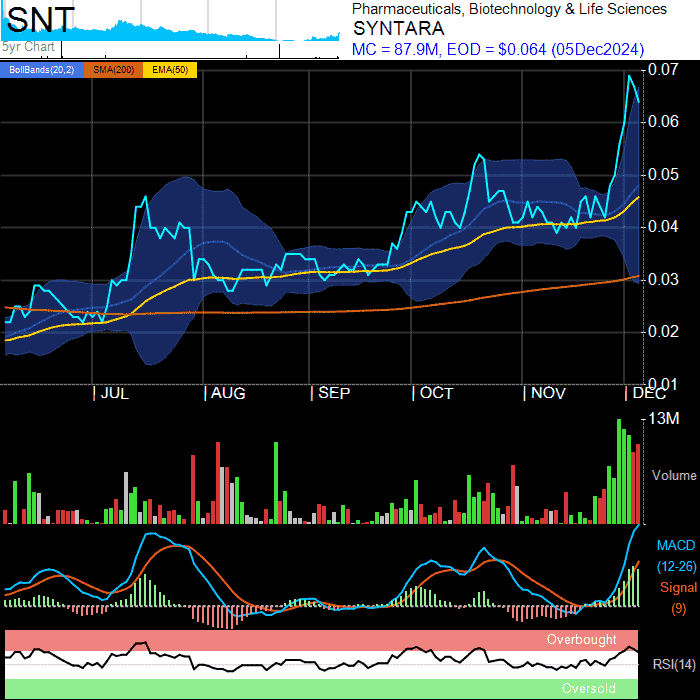 SNT
5yr Chart
Pharmaceuticals, Biotechnology & Life Sciences
SYNTARA
MC = 87.9M, EOD = $0.064 (05Dec2024)
BollBands(20,2) SMA(200) EMA(50)
0.07
0.06
0.05
0.04
0.03
0.02
0.01
JUL AUG SEP OCT NOV DEC
13M
Volume
MACD
(12-26)
Signal
(9)
Overbought
RSI(14)
Oversold